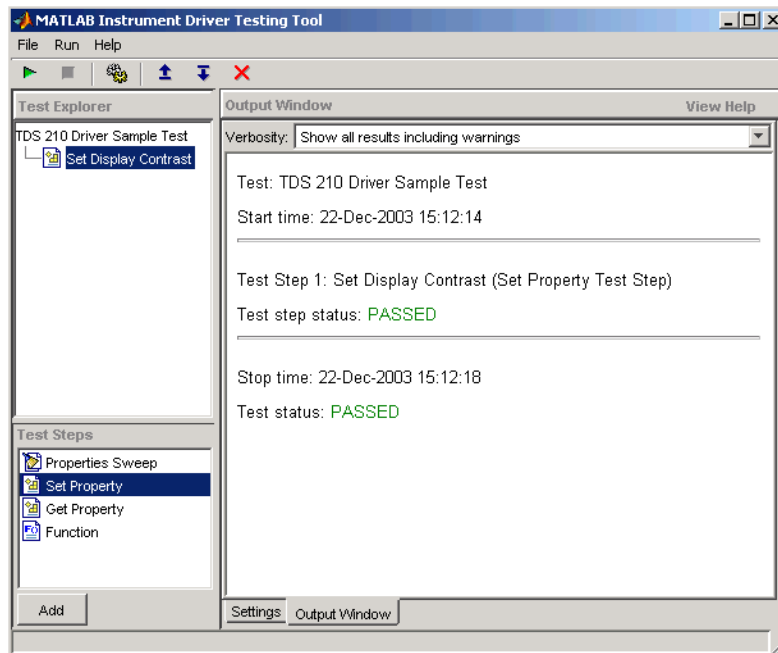 MATLAB Instrument Driver Testing Tool
File Run Help
Test Explorer
TDS 210 Driver Sample Test
Set Display Contrast
Test Steps
Properties Sweep
Set Property
Get Property
Function
Add
Output Window View Help
Verbosity: Show all results including warnings
Test: TDS 210 Driver Sample Test
Start time: 22-Dec-2003 15:12:14
Test Step 1: Set Display Contrast (Set Property Test Step)
Test step status: PASSED
Stop time: 22-Dec-2003 15:12:18
Test status: PASSED
Settings Output Window